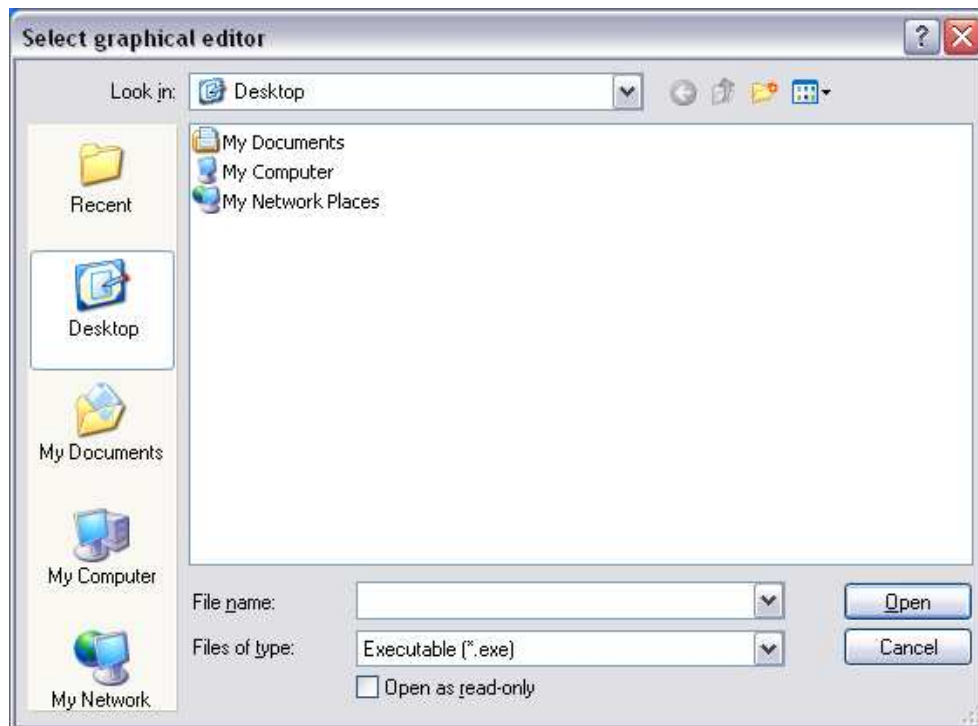 Select graphical editor
Look in:
Desktop
My Documents
My Computer
My Network Places
Recent
Desktop
My Documents
My Computer
My Network
File name:
Open
Files of type:
Executable (*.exe)
Cancel
Open as read-only